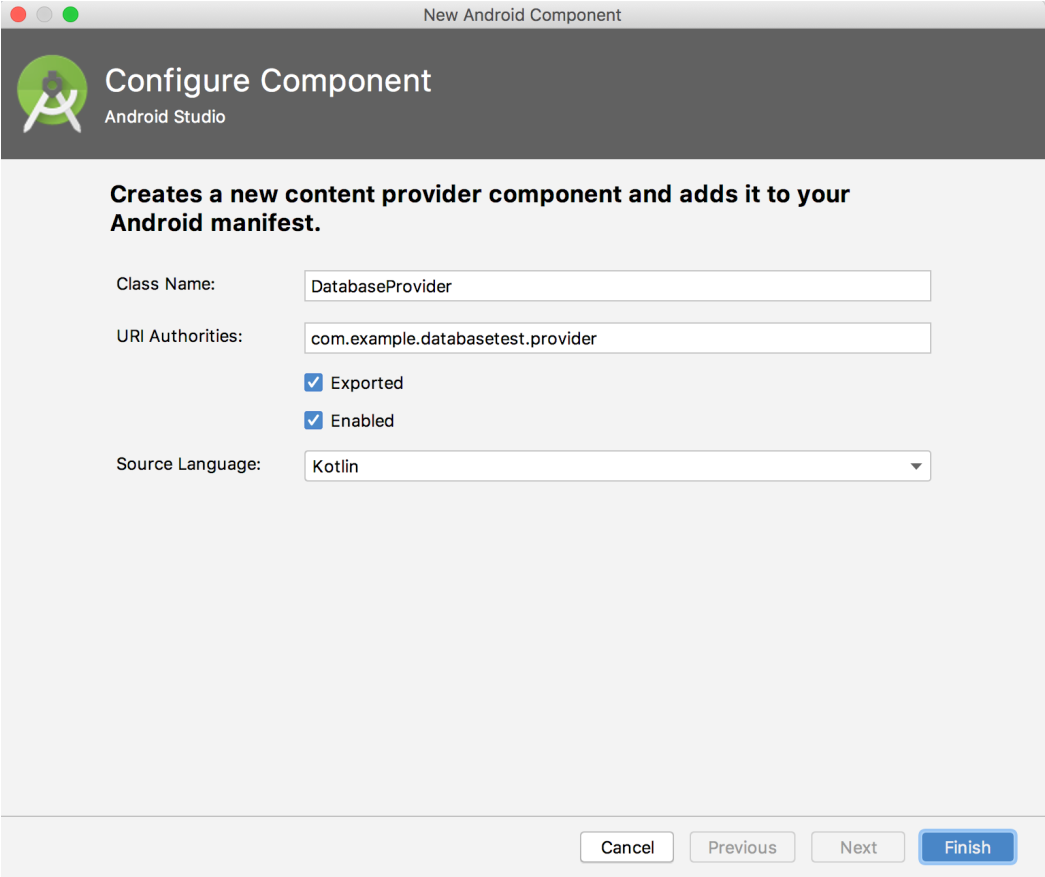 New Android Component
Configure Component
Android Studio
Creates a new content provider component and adds it to your
Android manifest.
Class Name:
DatabaseProvider
URI Authorities:
com.example.databasetest.provider
Exported
Enabled
Source Language:
Kotlin
Cancel
Previous
Next
Finish